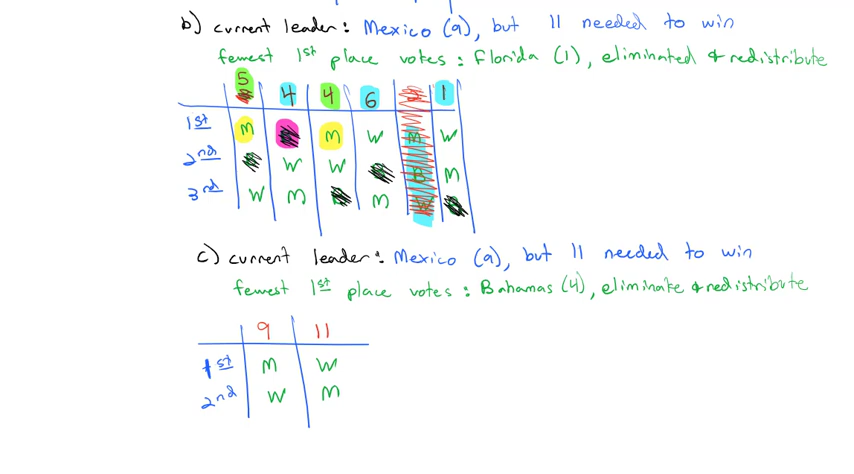 b) current leader: Mexico (9), but 11 needed to win
fewest 1st place votes: Florida (1), eliminated & redistribute
5 4 4 6 1
1st M M W M W
2nd W W B M
3rd W M M W
c) current leader: Mexico (9), but 11 needed to win
fewest 1st place votes: Bahamas (4), eliminate & redistribute
9 11
1st M W
2nd W M